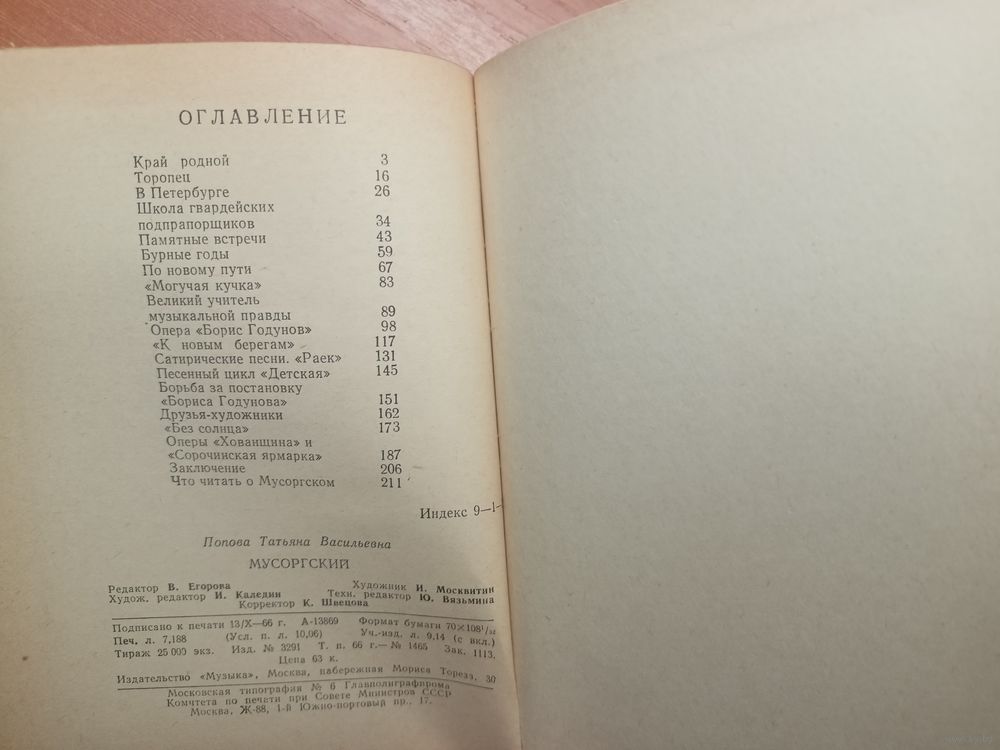 ОГЛАВЛЕНИЕ
Край родной 3
Торопец 16
В Петербурге 26
Школа гвардейских
подпрапорщиков 34
Памятные встречи 43
Бурные годы 59
По новому пути 67
«Могучая кучка» 83
Великий учитель
музыкальной правды 89
Опера «Борис Годунов» 98
«К новым берегам» 117
Сатирические песни. «Раек» 131
Песенный цикл «Детская» 145
Борьба за постановку
«Бориса Годунова» 151
Друзья-художники 162
«Без солнца» 173
Оперы «Хованщина» и
«Сорочинская ярмарка» 187
Заключение 206
Что читать о Мусоргском 211
Индекс 9—1—
Попова Татьяна Васильевна
МУСОРГСКИЙ
Редактор В. Егорова Художник И. Москвитин
Худож. редактор И. Каледин Техн. редактор Ю. Вязьмина
Корректор К. Швецова
Подписано к печати 13/X—66 г. А-13869 Формат бумаги 70×108¹/₃₂
Печ. л. 7,188 (Усл. п. л. 10,06) Уч.-изд. л. 9,14 (с вкл.)
Тираж 25 000 экз. Изд. № 3291 Т. п. 66 г.— № 1465 Зак. 1113.
Цена 63 к.
Издательство «Музыка», Москва, набережная Мориса Тореза, 30
Московская типография № 6 Главполиграфпрома
Комитета по печати при Совете Министров СССР
Москва, Ж-88, 1-й Южно-портовый пр., 17.